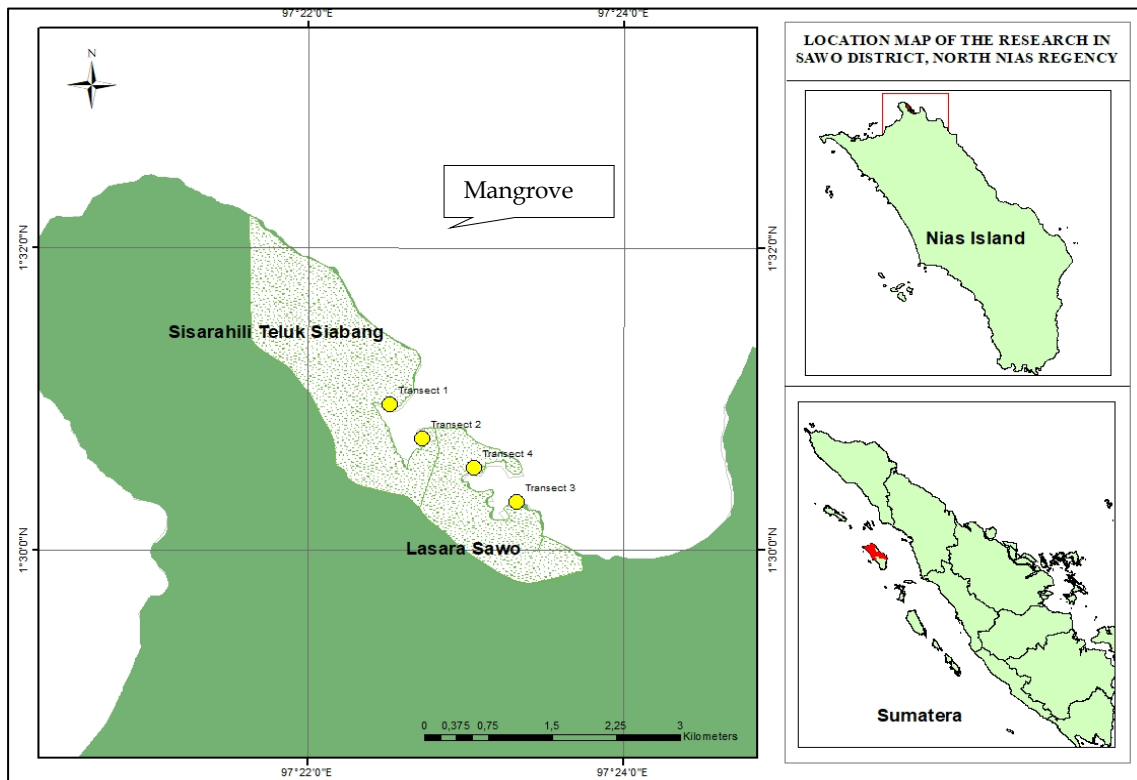 97°22'0"E
97°24'0"E
N
Mangrove
1°32'0"N
1°32'0"N
Sisarahili Teluk Siabang
Transect 1
Transect 2
Transect 4
Transect 3
1°30'0"N
Lasara Sawo
1°30'0"N
0 0,375 0,75 1,5 2,25 3
Kilometers
97°22'0"E
97°24'0"E
LOCATION MAP OF THE RESEARCH IN
SAWO DISTRICT, NORTH NIAS REGENCY
Nias Island
Sumatera